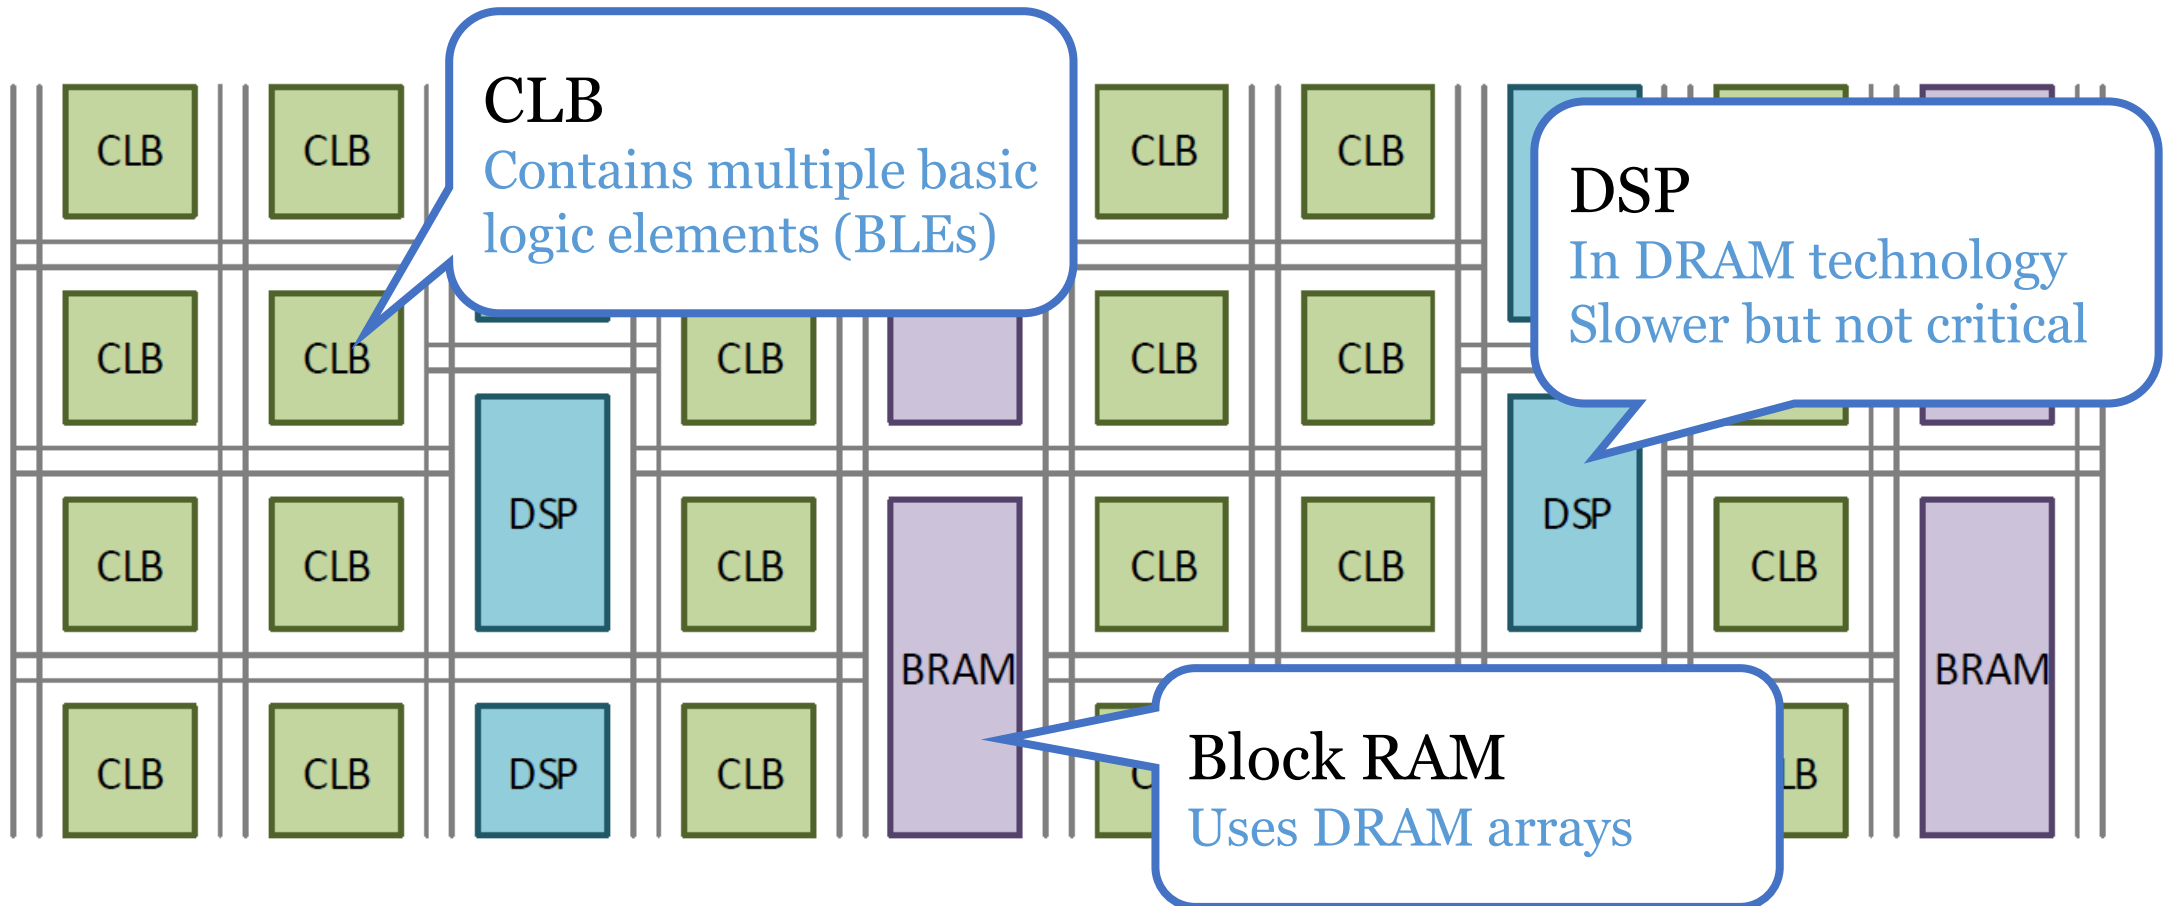 CLB
Contains multiple basic
logic elements (BLEs)
DSP
In DRAM technology
Slower but not critical
Block RAM
Uses DRAM arrays
CLB CLB CLB CLB
CLB CLB CLB CLB CLB
CLB CLB DSP CLB CLB CLB DSP CLB
BRAM BRAM
CLB CLB DSP CLB